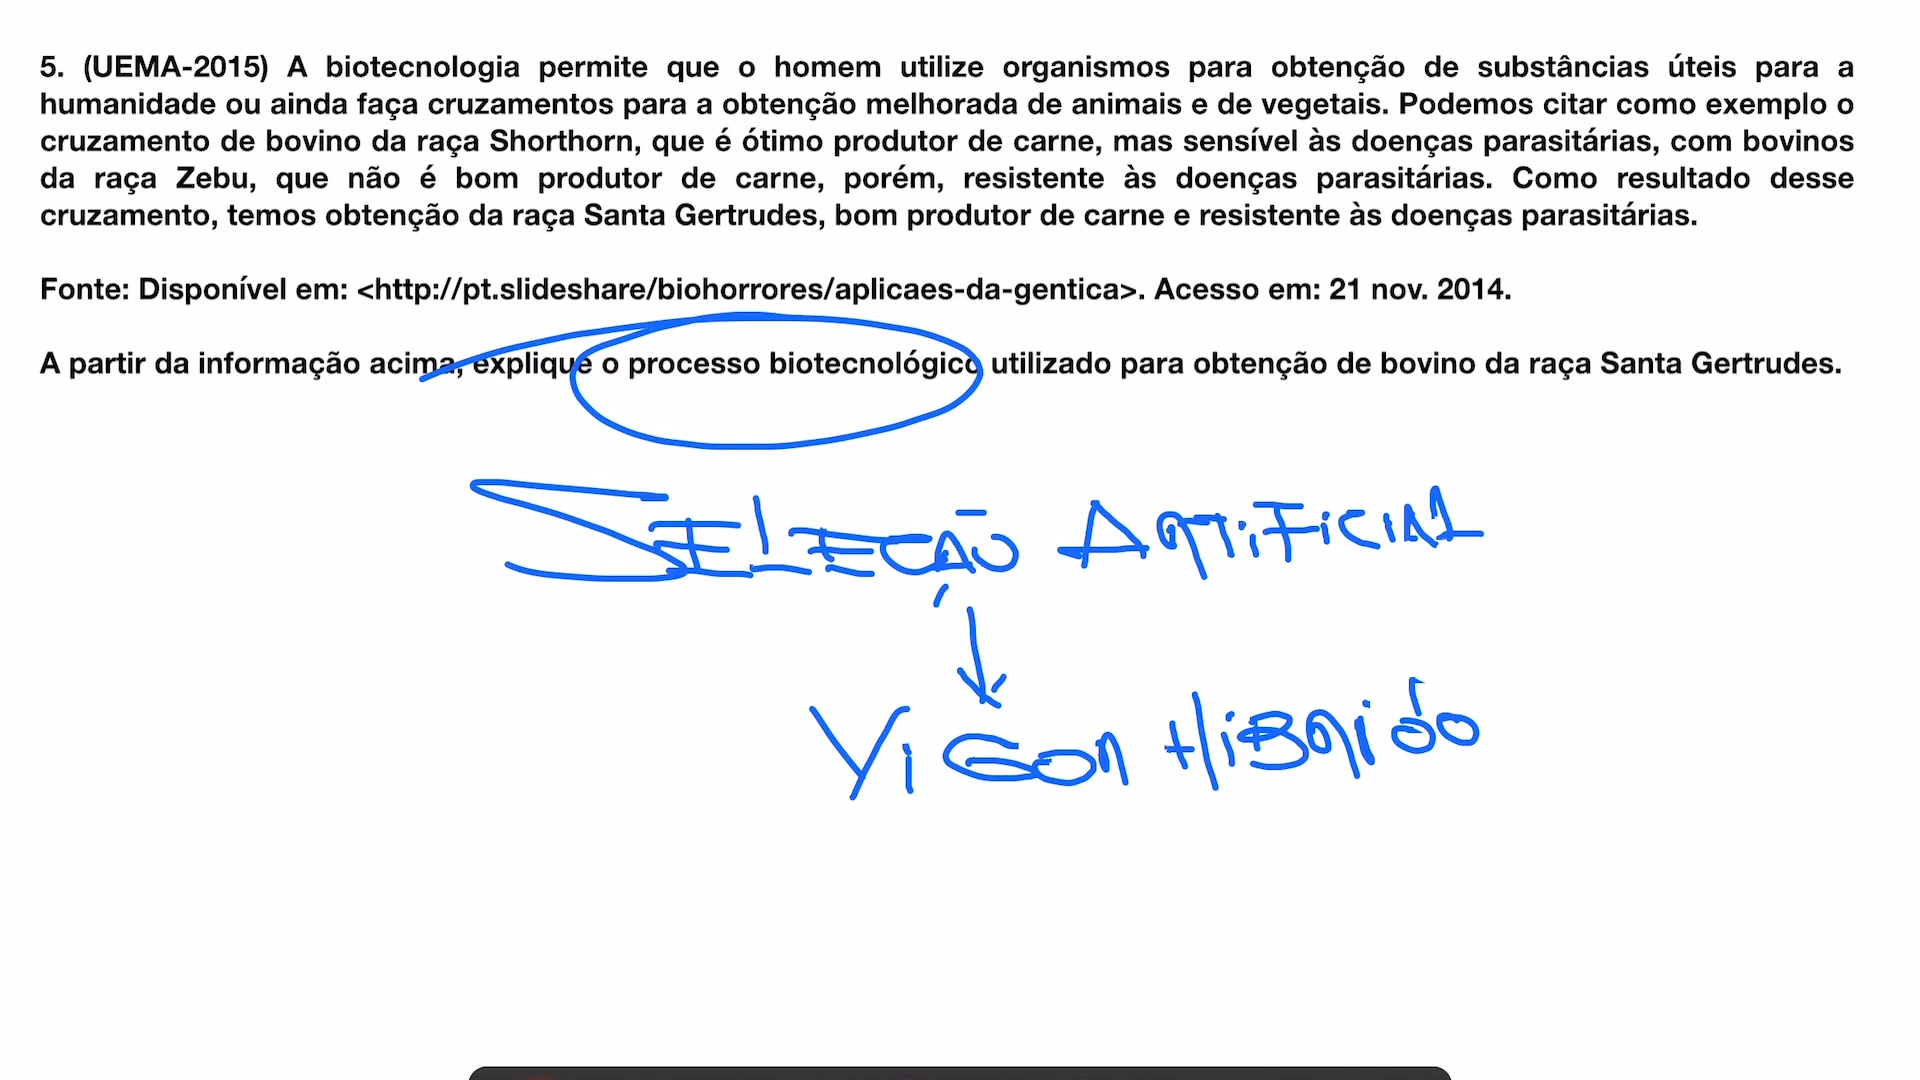 5. (UEMA-2015) A biotecnologia permite que o homem utilize organismos para obtenção de substâncias úteis para a
humanidade ou ainda faça cruzamentos para a obtenção melhorada de animais e de vegetais. Podemos citar como exemplo o
cruzamento de bovino da raça Shorthorn, que é ótimo produtor de carne, mas sensível às doenças parasitárias, com bovinos
da raça Zebu, que não é bom produtor de carne, porém, resistente às doenças parasitárias. Como resultado desse
cruzamento, temos obtenção da raça Santa Gertrudes, bom produtor de carne e resistente às doenças parasitárias.
Fonte: Disponível em: <http://pt.slideshare/biohorrores/aplicaes-da-gentica>. Acesso em: 21 nov. 2014.
A partir da informação acima, explique o processo biotecnológico utilizado para obtenção de bovino da raça Santa Gertrudes.
SELEÇÃO ARTIFICIAL
VIGOR HIBRIDO